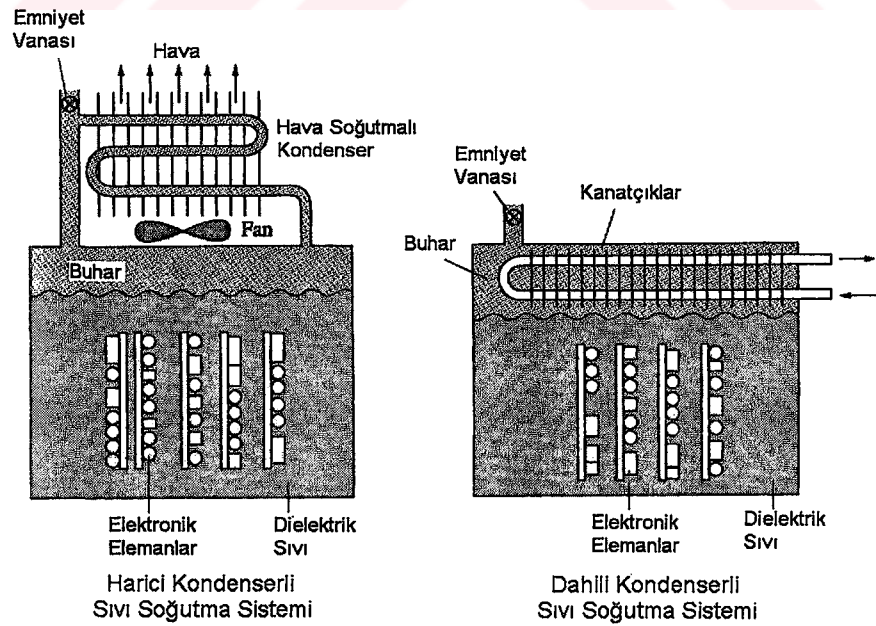 Emniyet
Vanası
Hava
Hava Soğutmalı
Kondenser
Fan
Buhar
Elektronik
Elemanlar
Dielektrik
Sıvı
Harici Kondenserli
Sıvı Soğutma Sistemi
Emniyet
Vanası
Kanatçıklar
Buhar
Elektronik
Elemanlar
Dielektrik
Sıvı
Dahili Kondenserli
Sıvı Soğutma Sistemi